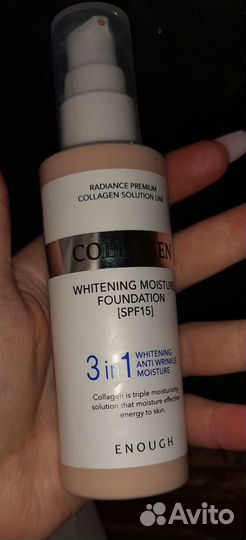 RADIANCE PREMIUM
COLLAGEN SOLUTION LINE
COLLAGEN
WHITENING MOISTURE
FOUNDATION
[SPF15]
3 in 1
WHITENING
ANTI WRINKLE
MOISTURE
Collagen is triple moisturizing
solution that moisture effective
energy to skin.
ENOUGH
Avito